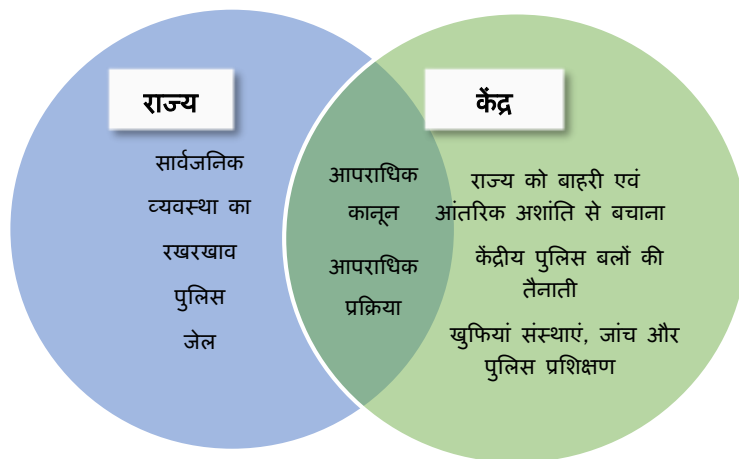 राज्य
सार्वजनिक
व्यवस्था का
रखरखाव
पुलिस
जेल
आपराधिक
कानून
आपराधिक
प्रक्रिया
केंद्र
राज्य को बाहरी एवं
आंतरिक अशांति से बचाना
केंद्रीय पुलिस बलों की
तैनाती
खुफियां संस्थाएं, जांच और
पुलिस प्रशिक्षण